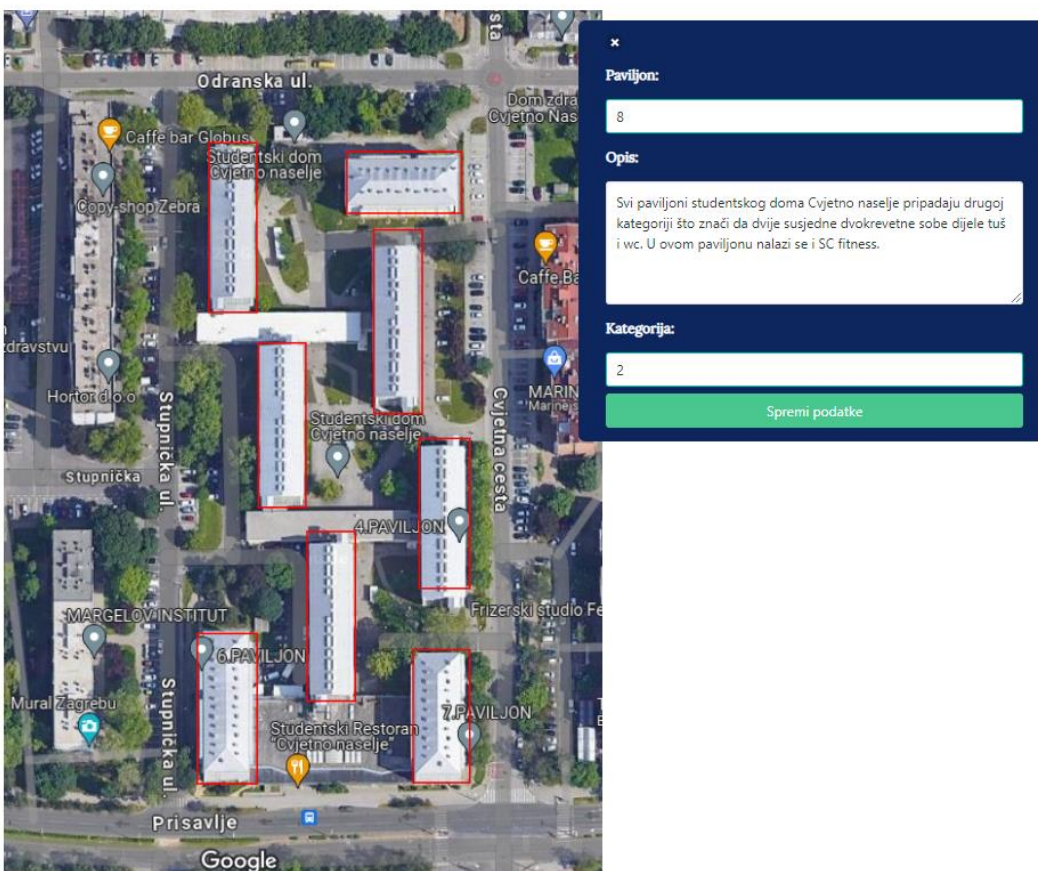 sta
Odranska ul.
Dom zdra
Cvjetno Nas
Caffe bar Globus
Studentski dom
Cvjetno naselje
Copy-shop Zebra
Caffe Ba
zdravstvu
Hortor d.o.o
MARIN
Marine s
Stupnička ul.
Studentski dom
Cvjetno naselje
Cvjetna cesta
Stupnička
4.PAVILJON
MARGELOV INSTITUT
Frizerski studio Fe
6.PAVILJON
Mural Zagrebu
Stupnička ul.
7.PAVILJON
Studentski Restoran
"Cvjetno naselje"
Prisavlje
Google
×
Paviljon:
8
Opis:
Svi paviljoni studentskog doma Cvjetno naselje pripadaju drugoj
kategoriji što znači da dvije susjedne dvokrevetne sobe dijele tuš
i wc. U ovom paviljonu nalazi se i SC fitness.
Kategorija:
2
Spremi podatke